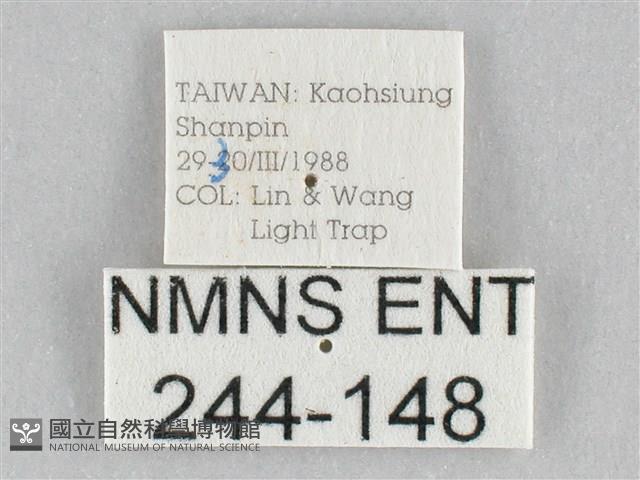 TAIWAN: Kaohsiung
Shanpin
29-30/III/1988
COL: Lin & Wang
Light Trap
NMNS ENT
244-148
國立自然科學博物館
NATIONAL MUSEUM OF NATURAL SCIENCE